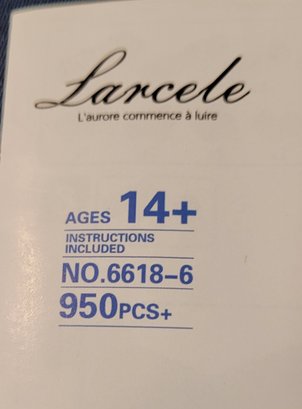 Larcele
L'aurore commence à luire
AGES 14+
INSTRUCTIONS
INCLUDED
NO.6618-6
950PCS+